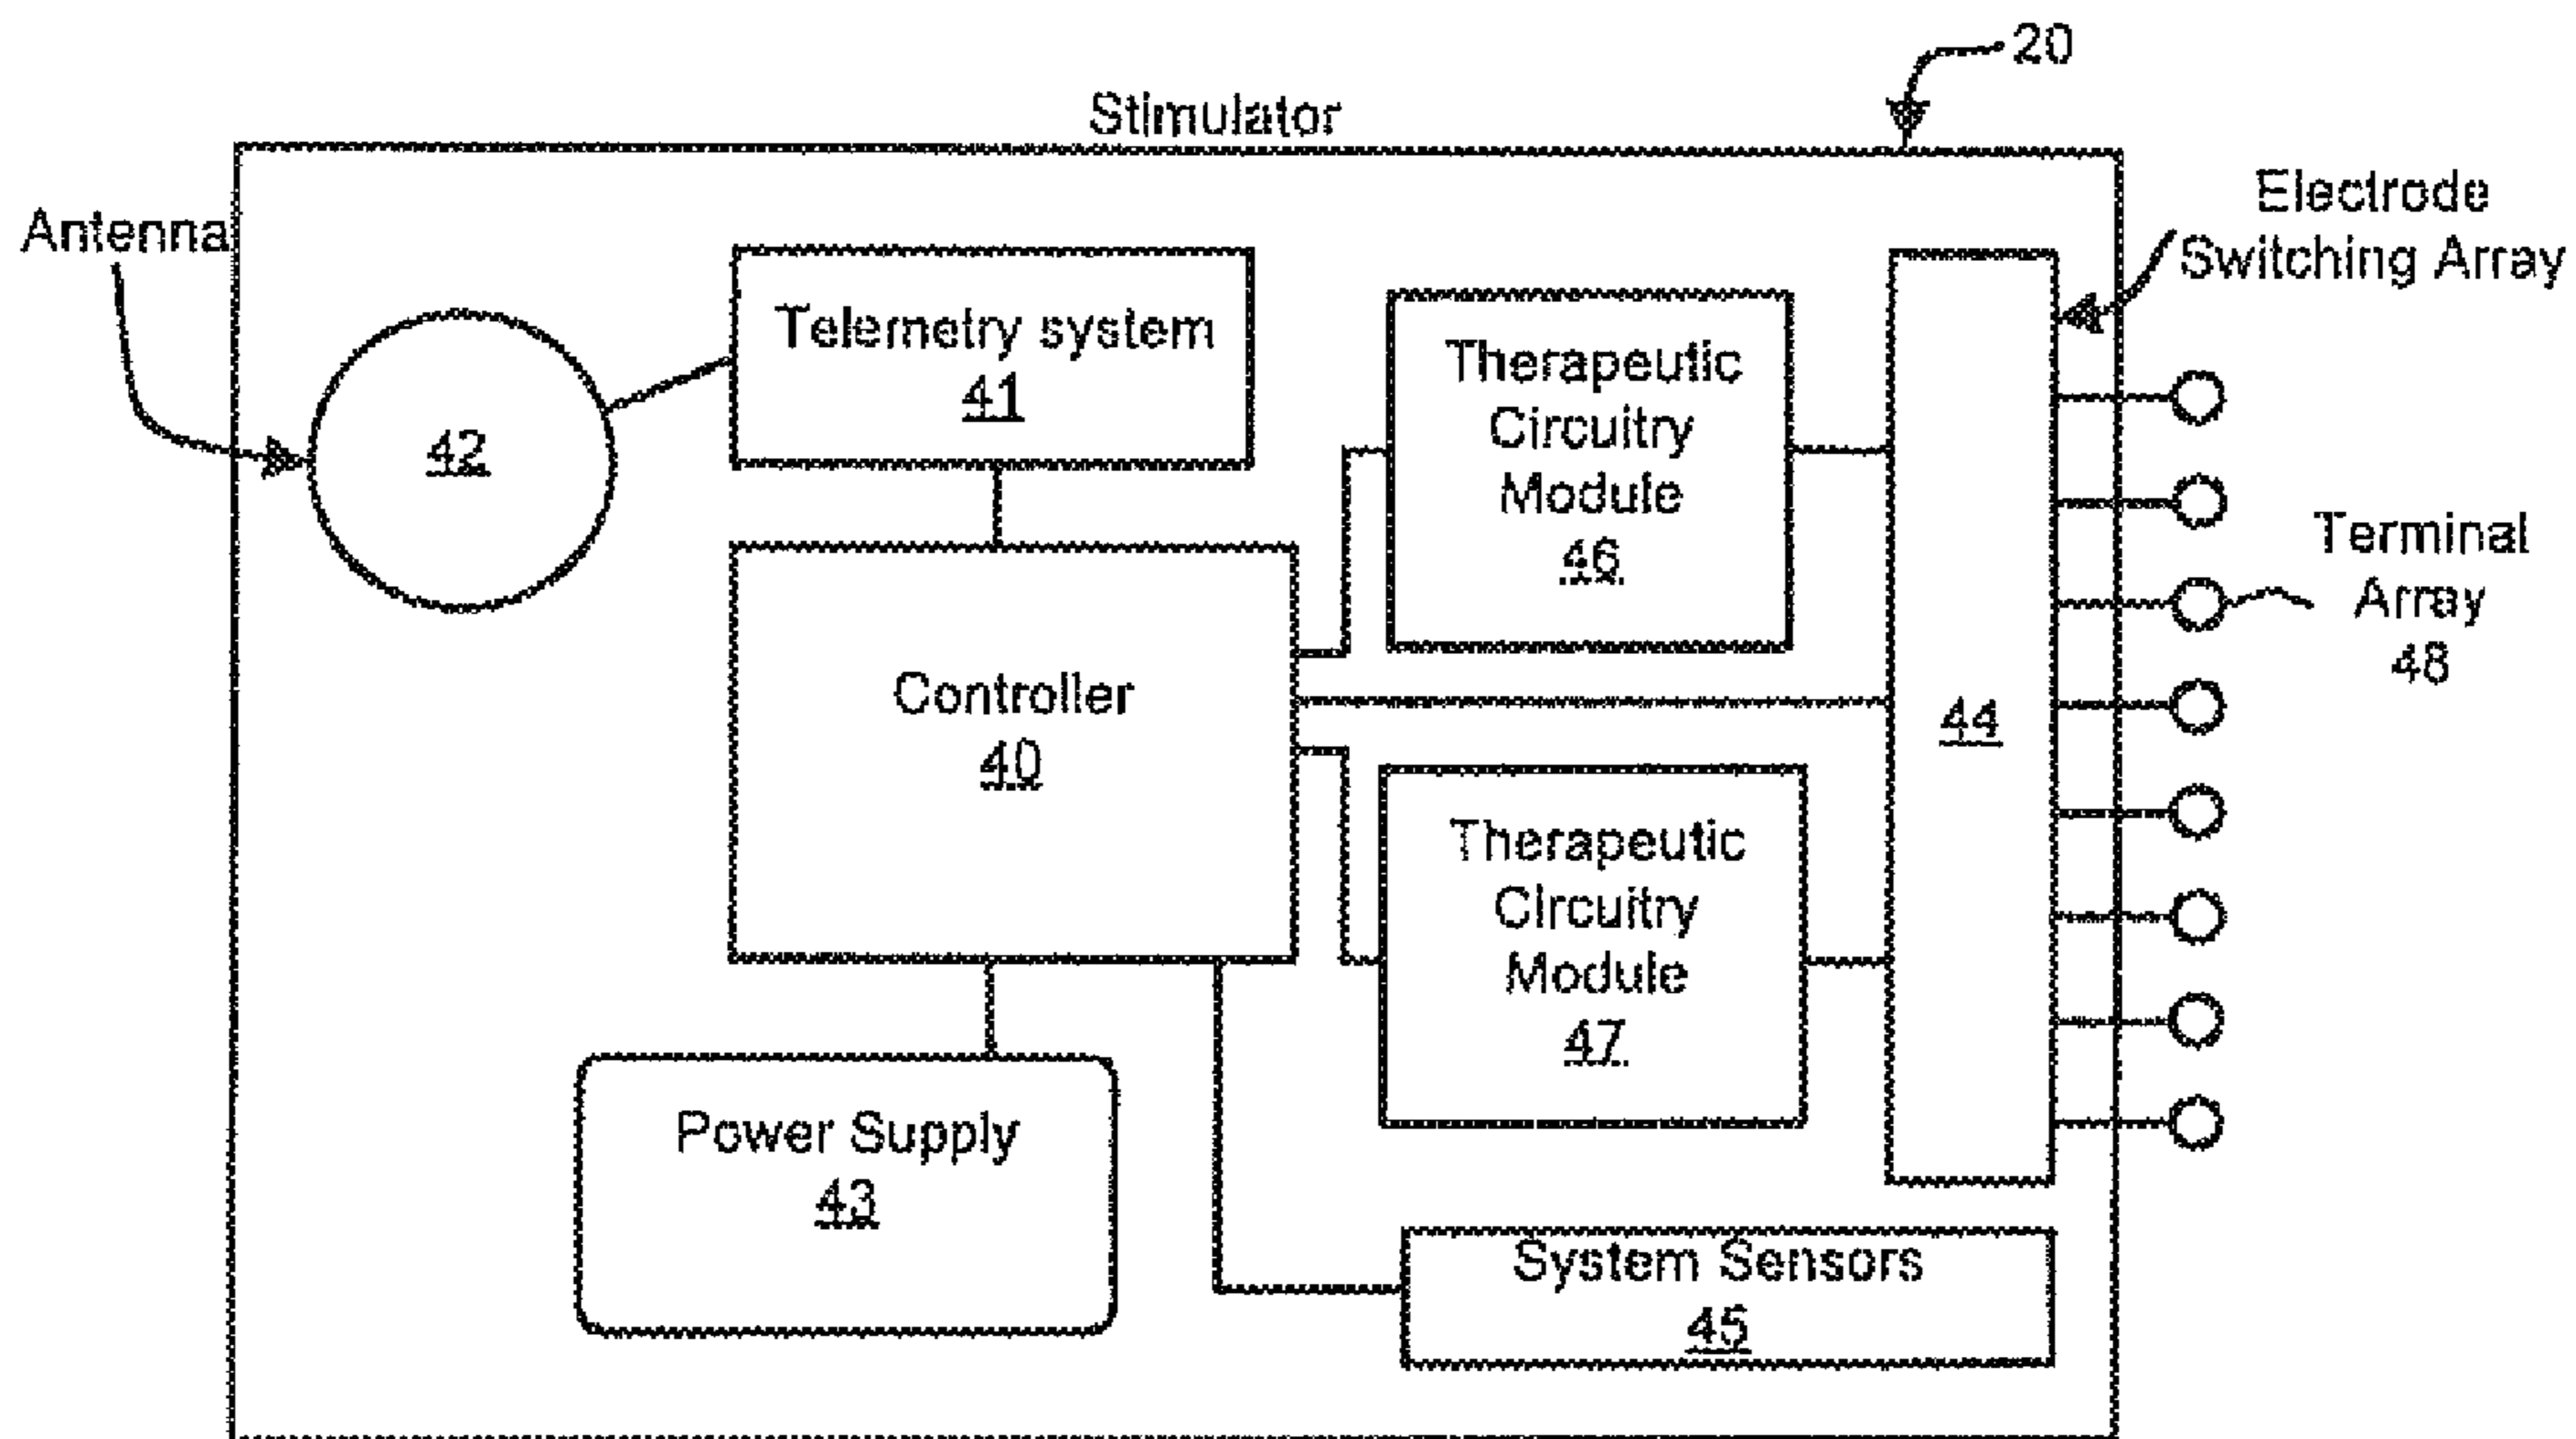 20
Stimulator
Electrode
Switching Array
Antenna
Telemetry system
41
42
Therapeutic
Circuitry
Module
46
Terminal
Array
48
Controller
40
44
Therapeutic
Circuitry
Module
47
Power Supply
43
System Sensors
45